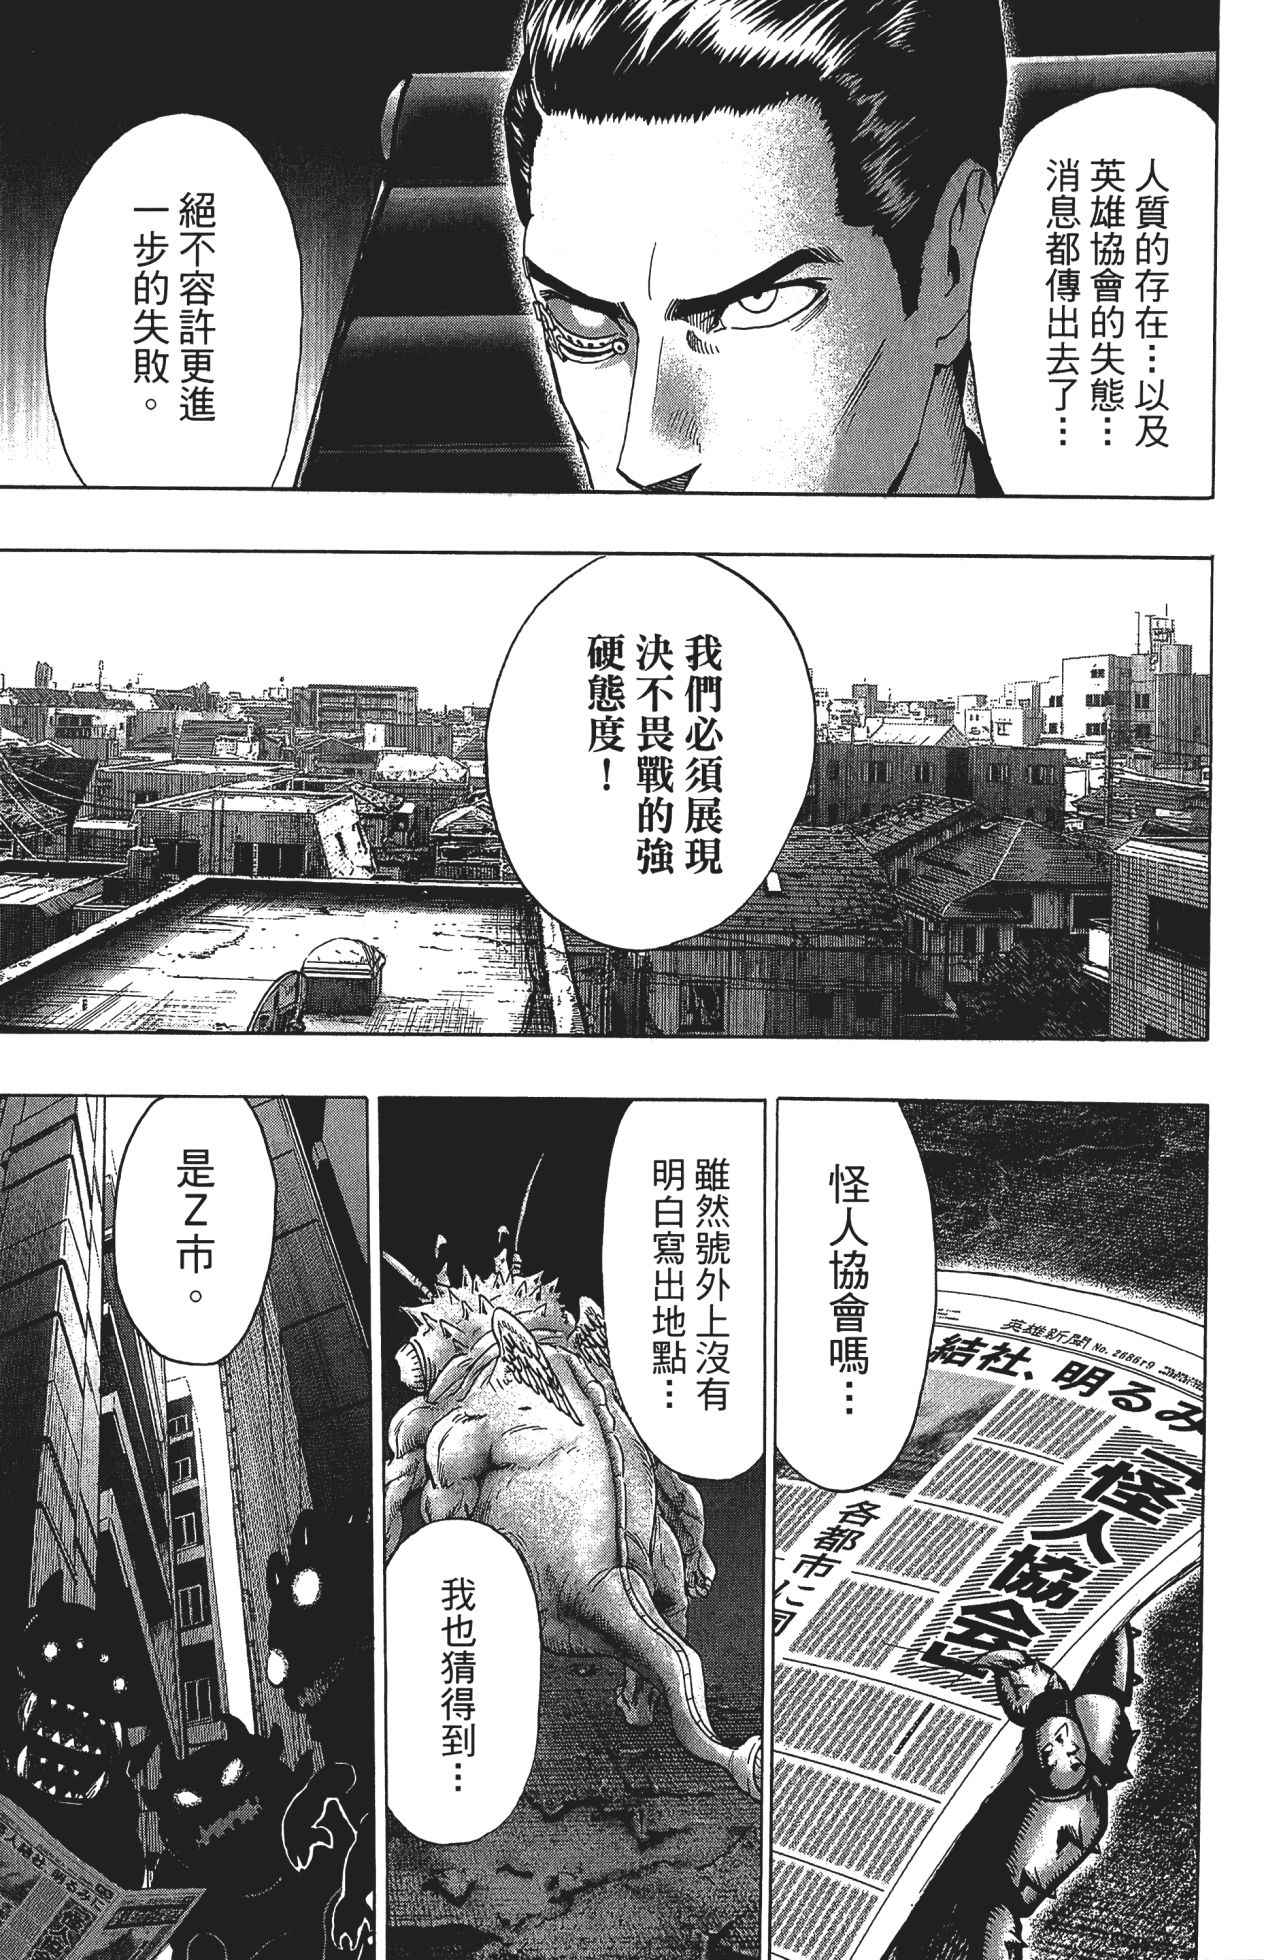 人質的存在…以及
英雄協會的失態…
消息都傳出去了…
絕不容許更進
一步的失敗。
我們必須展現
決不畏戰的強
硬態度！
怪人協會嗎…
英雄新聞 No.2686r9
結社、明るみ
「怪人協会」
各都市に同
雖然號外上沒有
明白寫出地點…
我也猜得到…
是Z市。